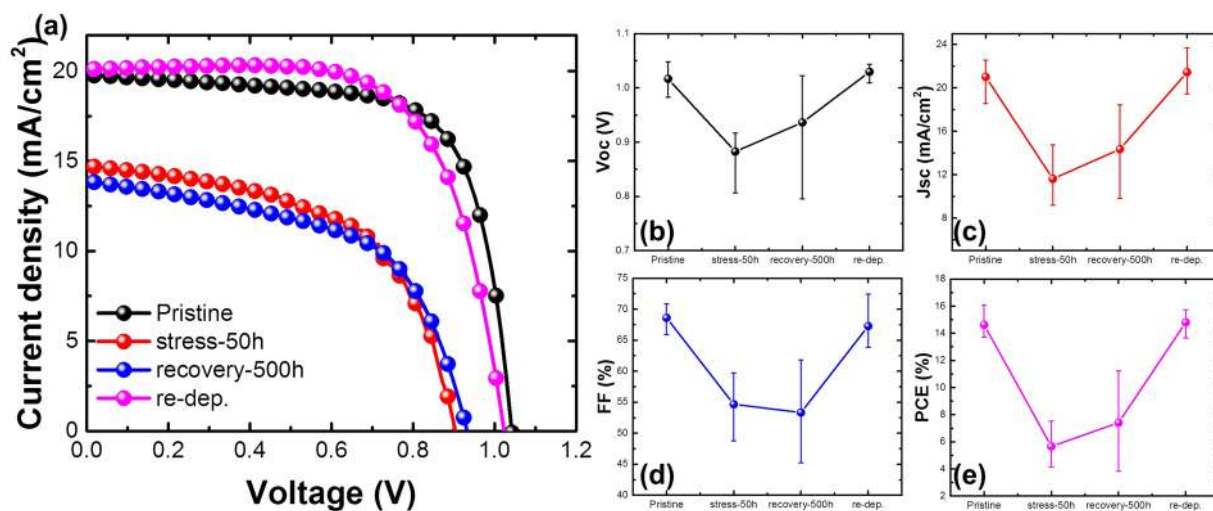 (a)
Current density (mA/cm²)
20
15
10
5
0
Pristine
stress-50h
recovery-500h
re-dep.
0.0 0.2 0.4 0.6 0.8 1.0 1.2
Voltage (V)
Voc (V)
1.1
1.0
0.9
0.8
0.7
(b)
Pristine stress-50h recovery-500h re-dep.
Jsc (mA/cm²)
24
20
16
12
8
(c)
Pristine stress-50h recovery-500h re-dep.
FF (%)
75
70
65
60
55
50
45
40
(d)
Pristine stress-50h recovery-500h re-dep.
PCE (%)
18
16
14
12
10
8
6
4
2
(e)
Pristine stress-50h recovery-500h re-dep.